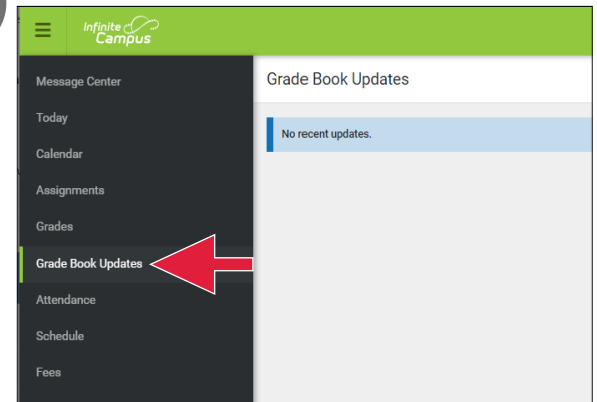 Infinite
Campus
Message Center
Today
Calendar
Assignments
Grades
Grade Book Updates
Attendance
Schedule
Fees
Grade Book Updates
No recent updates.